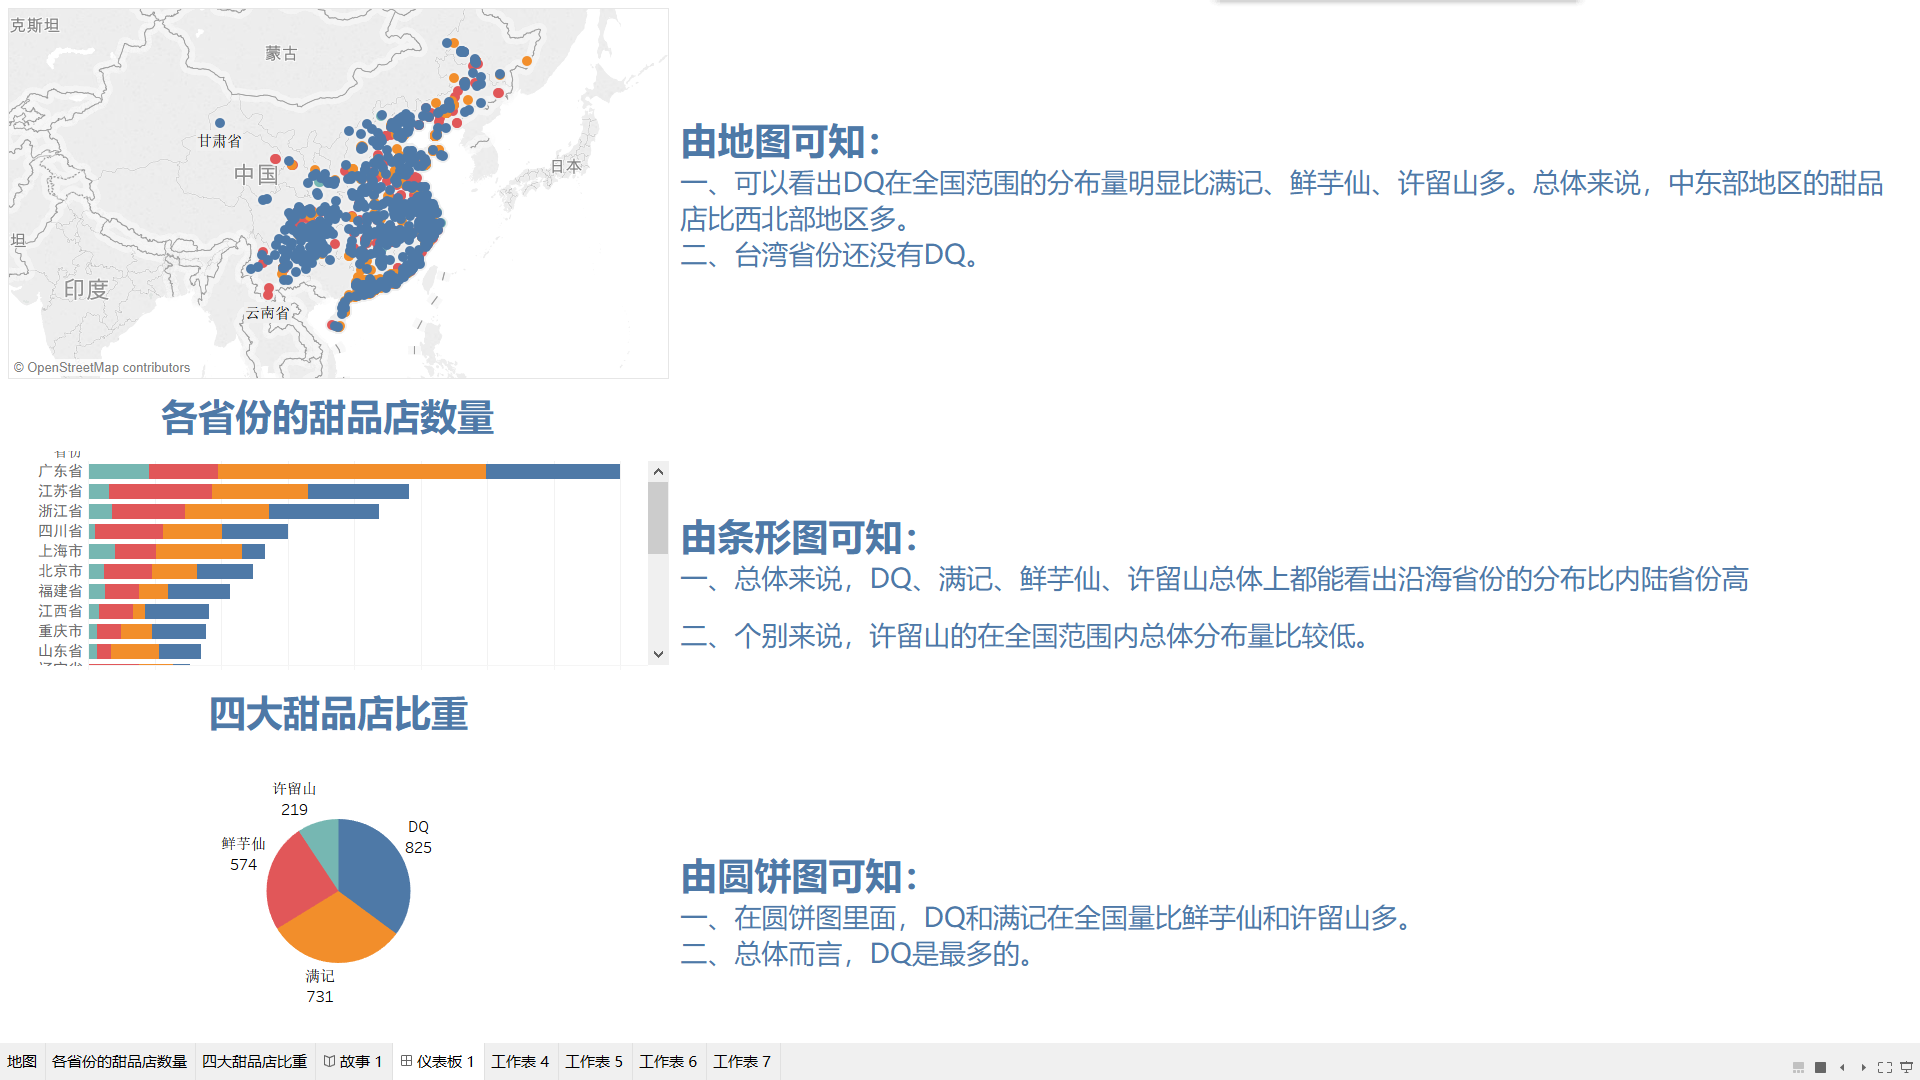 克斯坦
蒙古
甘肃省
中国
日本
坦
印度
云南省
© OpenStreetMap contributors
由地图可知：
一、可以看出DQ在全国范围的分布量明显比满记、鲜芋仙、许留山多。总体来说，中东部地区的甜品
店比西北部地区多。
二、台湾省份还没有DQ。
各省份的甜品店数量
省份
广东省
江苏省
浙江省
四川省
上海市
北京市
福建省
江西省
重庆市
山东省
辽宁省
由条形图可知：
一、总体来说，DQ、满记、鲜芋仙、许留山总体上都能看出沿海省份的分布比内陆省份高
二、个别来说，许留山的在全国范围内总体分布量比较低。
四大甜品店比重
许留山
219
DQ
825
鲜芋仙
574
满记
731
由圆饼图可知：
一、在圆饼图里面，DQ和满记在全国量比鲜芋仙和许留山多。
二、总体而言，DQ是最多的。
地图 各省份的甜品店数量 四大甜品店比重 故事 1 仪表板 1 工作表 4 工作表 5 工作表 6 工作表 7